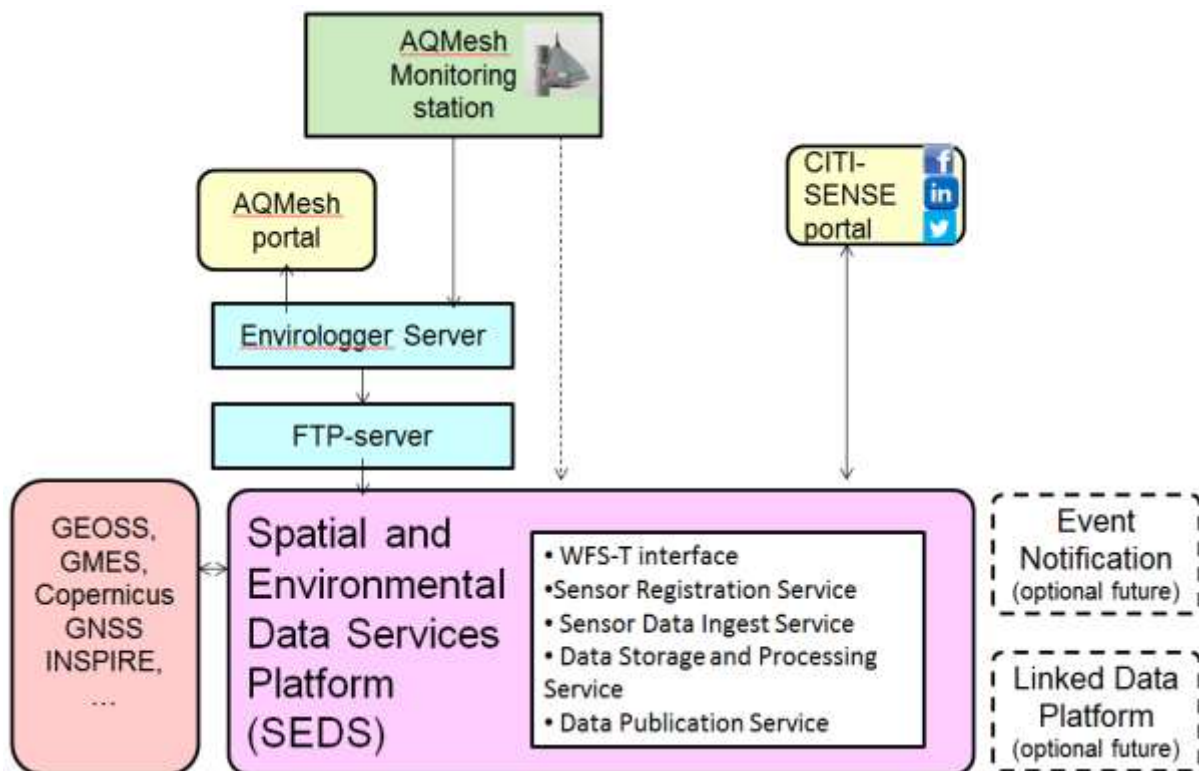 AQMesh
Monitoring
station
CITI-
SENSE
portal
f
in
AQMesh
portal
Envirologger Server
FTP-server
GEOSS,
GMES,
Copernicus
GNSS
INSPIRE,
...
Spatial and
Environmental
Data Services
Platform
(SEDS)
• WFS-T interface
•Sensor Registration Service
• Sensor Data Ingest Service
• Data Storage and Processing
Service
• Data Publication Service
Event
Notification
(optional future)
Linked Data
Platform
(optional future)